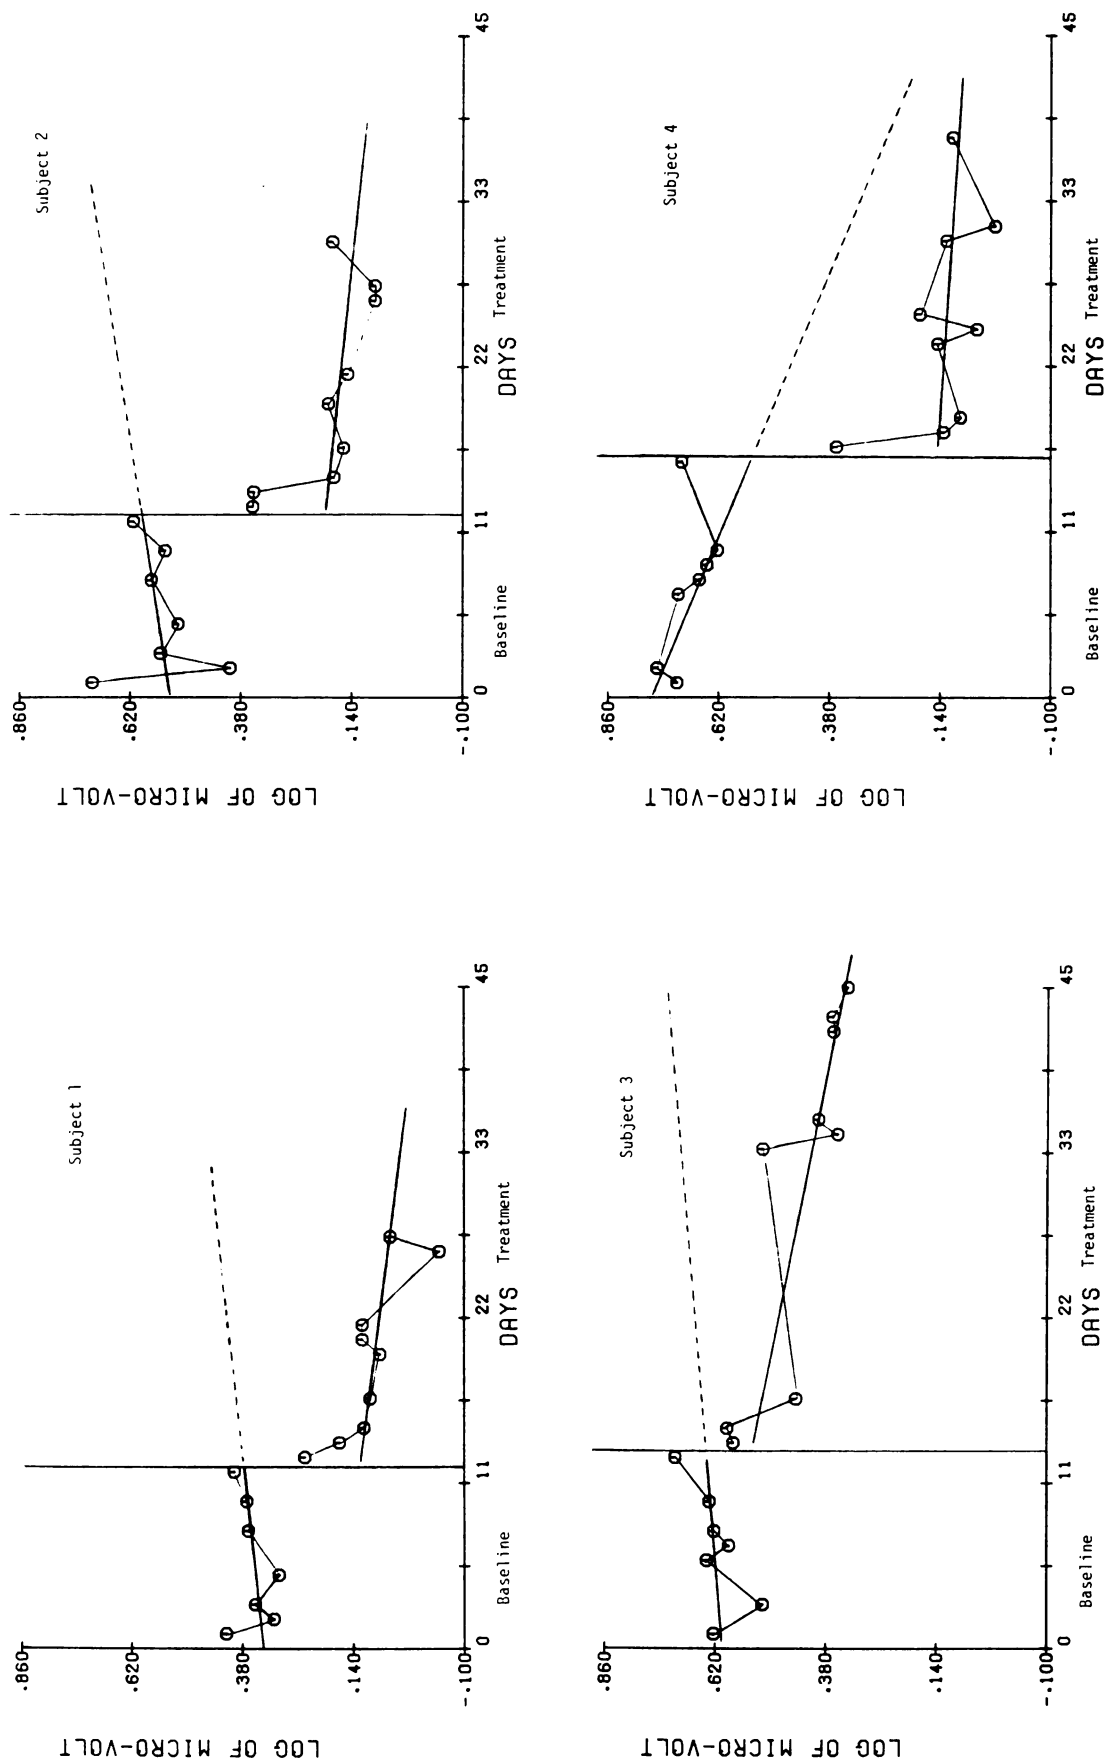 Subject 1
LOG OF MICRO-VOLT
.860
.620
.380
.140
-.100
0
11
22
33
45
Baseline
DAYS Treatment
Subject 2
LOG OF MICRO-VOLT
.860
.620
.380
.140
-.100
0
11
22
33
45
Baseline
DAYS Treatment
Subject 3
LOG OF MICRO-VOLT
.860
.620
.380
.140
-.100
0
11
22
33
45
Baseline
DAYS Treatment
Subject 4
LOG OF MICRO-VOLT
.860
.620
.380
.140
-.100
0
11
22
33
45
Baseline
DAYS Treatment